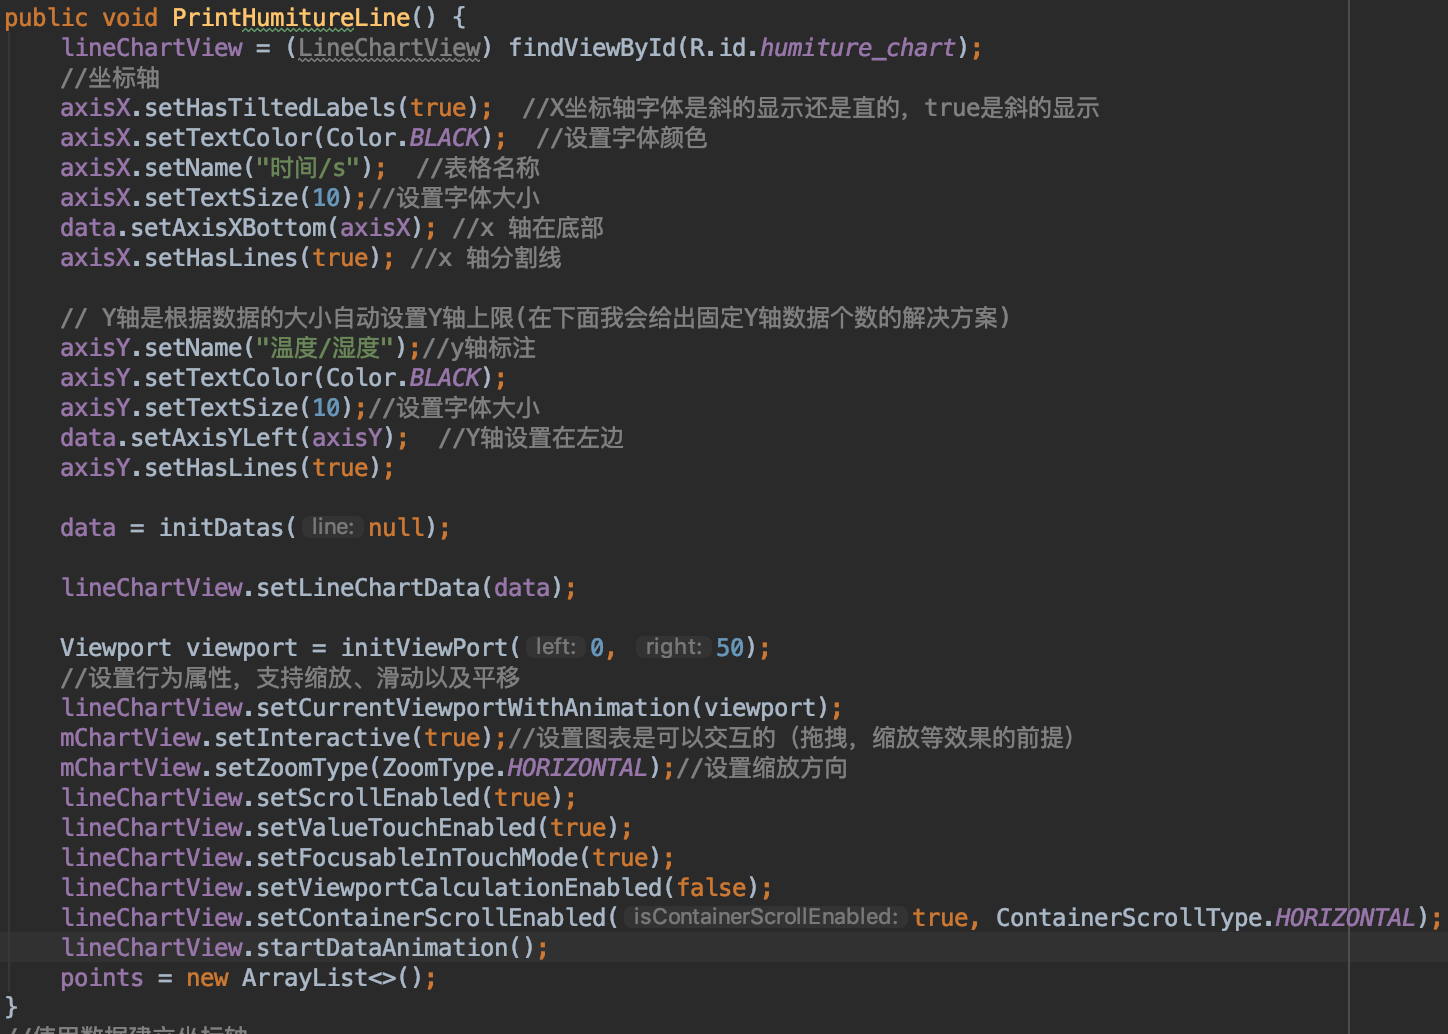 public void PrintHumitureLine() {
lineChartView = (LineChartView) findViewById(R.id.humiture_chart);
//坐标轴
axisX.setHasTiltedLabels(true);  //X坐标轴字体是斜的显示还是直的，true是斜的显示
axisX.setTextColor(Color.BLACK);  //设置字体颜色
axisX.setName("时间/s");  //表格名称
axisX.setTextSize(10);//设置字体大小
data.setAxisXBottom(axisX); //x 轴在底部
axisX.setHasLines(true); //x 轴分割线
// Y轴是根据数据的大小自动设置Y轴上限(在下面我会给出固定Y轴数据个数的解决方案)
axisY.setName("温度/湿度");//y轴标注
axisY.setTextColor(Color.BLACK);
axisY.setTextSize(10);//设置字体大小
data.setAxisYLeft(axisY);  //Y轴设置在左边
axisY.setHasLines(true);
data = initDatas( line: null);
lineChartView.setLineChartData(data);
Viewport viewport = initViewPort( left: 0,  right: 50);
//设置行为属性，支持缩放、滑动以及平移
lineChartView.setCurrentViewportWithAnimation(viewport);
mChartView.setInteractive(true);//设置图表是可以交互的（拖拽，缩放等效果的前提）
mChartView.setZoomType(ZoomType.HORIZONTAL);//设置缩放方向
lineChartView.setScrollEnabled(true);
lineChartView.setValueTouchEnabled(true);
lineChartView.setFocusableInTouchMode(true);
lineChartView.setViewportCalculationEnabled(false);
lineChartView.setContainerScrollEnabled( isContainerScrollEnabled: true, ContainerScrollType.HORIZONTAL);
lineChartView.startDataAnimation();
points = new ArrayList<>();
}